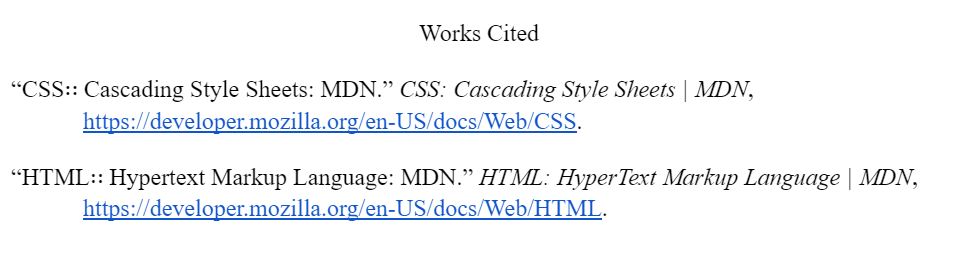 Works Cited
“CSS:: Cascading Style Sheets: MDN.” CSS: Cascading Style Sheets | MDN,
https://developer.mozilla.org/en-US/docs/Web/CSS.
“HTML:: Hypertext Markup Language: MDN.” HTML: HyperText Markup Language | MDN,
https://developer.mozilla.org/en-US/docs/Web/HTML.